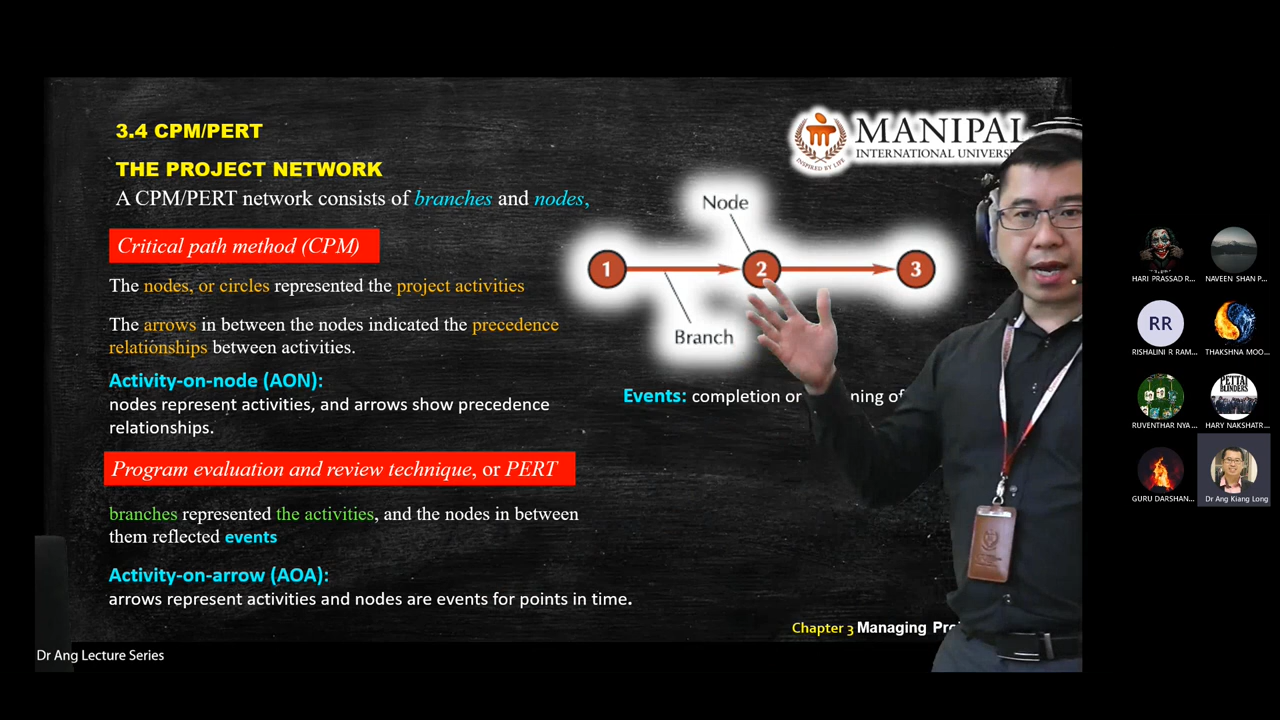 3.4 CPM/PERT
THE PROJECT NETWORK
A CPM/PERT network consists of branches and nodes,
Critical path method (CPM)
The nodes, or circles represented the project activities
The arrows in between the nodes indicated the precedence
relationships between activities.
Activity-on-node (AON):
nodes represent activities, and arrows show precedence
relationships.
Program evaluation and review technique, or PERT
branches represented the activities, and the nodes in between
them reflected events
Activity-on-arrow (AOA):
arrows represent activities and nodes are events for points in time.
Dr Ang Lecture Series
MANIPAL
INTERNATIONAL UNIVERSI
INSPIRED BY LIFE
Node
1
2
3
Branch
Events: completion or
of
Chapter 3 Managing Pro
HARI PRASSAD R...
NAVEEN SHAN P...
RR
RISHALINI R RAM...
THAKSHNA MOO...
PETTAI
BLINDERS
RUVENTHAR NYA...
HARY NAKSHATR...
GURU DARSHAN...
Dr Ang Kiang Long